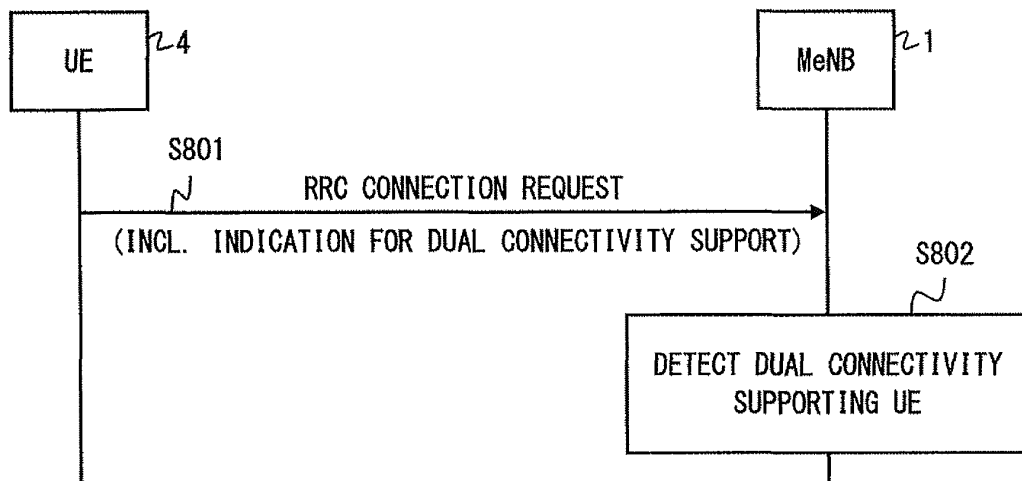 UE
4
MeNB
1
S801
RRC CONNECTION REQUEST
(INCL. INDICATION FOR DUAL CONNECTIVITY SUPPORT)
S802
DETECT DUAL CONNECTIVITY
SUPPORTING UE